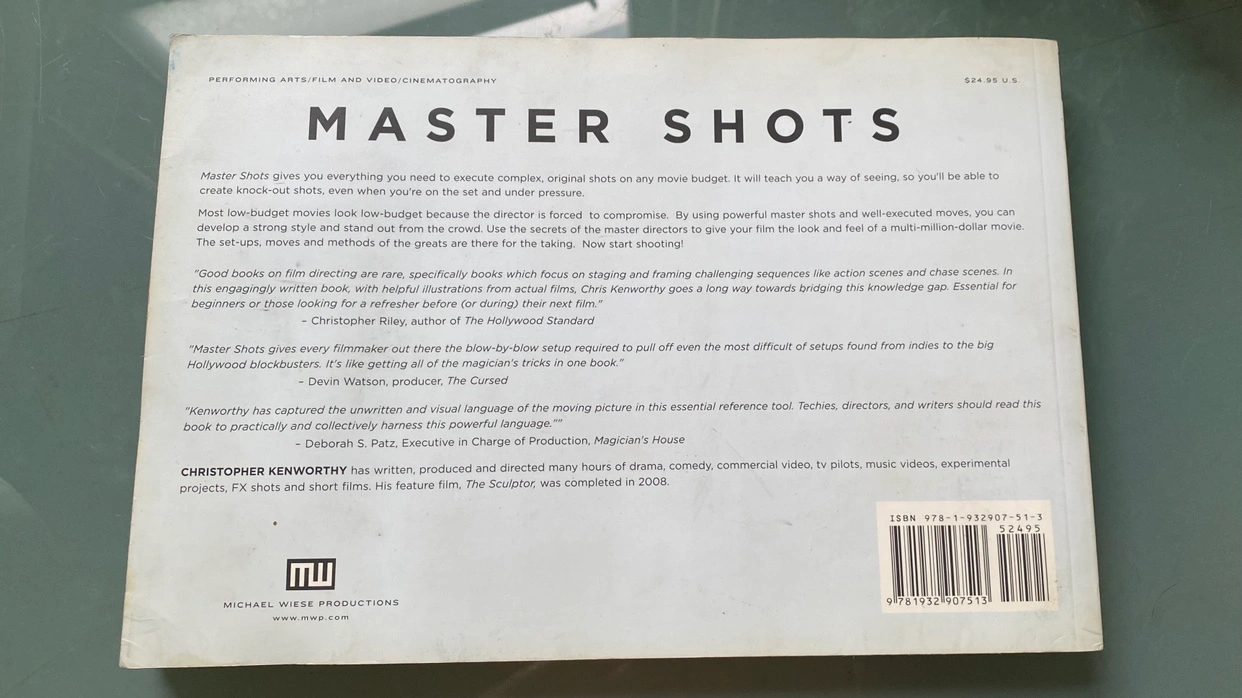 PERFORMING ARTS/FILM AND VIDEO/CINEMATOGRAPHY
$24.95 U.S.
MASTER SHOTS
Master Shots gives you everything you need to execute complex, original shots on any movie budget. It will teach you a way of seeing, so you'll be able to
create knock-out shots, even when you're on the set and under pressure.
Most low-budget movies look low-budget because the director is forced to compromise. By using powerful master shots and well-executed moves, you can
develop a strong style and stand out from the crowd. Use the secrets of the master directors to give your film the look and feel of a multi-million-dollar movie.
The set-ups, moves and methods of the greats are there for the taking. Now start shooting!
"Good books on film directing are rare, specifically books which focus on staging and framing challenging sequences like action scenes and chase scenes. In
this engagingly written book, with helpful illustrations from actual films, Chris Kenworthy goes a long way towards bridging this knowledge gap. Essential for
beginners or those looking for a refresher before (or during) their next film."
– Christopher Riley, author of The Hollywood Standard
"Master Shots gives every filmmaker out there the blow-by-blow setup required to pull off even the most difficult of setups found from indies to the big
Hollywood blockbusters. It's like getting all of the magician's tricks in one book."
– Devin Watson, producer, The Cursed
"Kenworthy has captured the unwritten and visual language of the moving picture in this essential reference tool. Techies, directors, and writers should read this
book to practically and collectively harness this powerful language.""
– Deborah S. Patz, Executive in Charge of Production, Magician's House
CHRISTOPHER KENWORTHY has written, produced and directed many hours of drama, comedy, commercial video, tv pilots, music videos, experimental
projects, FX shots and short films. His feature film, The Sculptor, was completed in 2008.
ISBN 978-1-932907-51-3
52495
9 781932 907513
mw
MICHAEL WIESE PRODUCTIONS
www.mwp.com